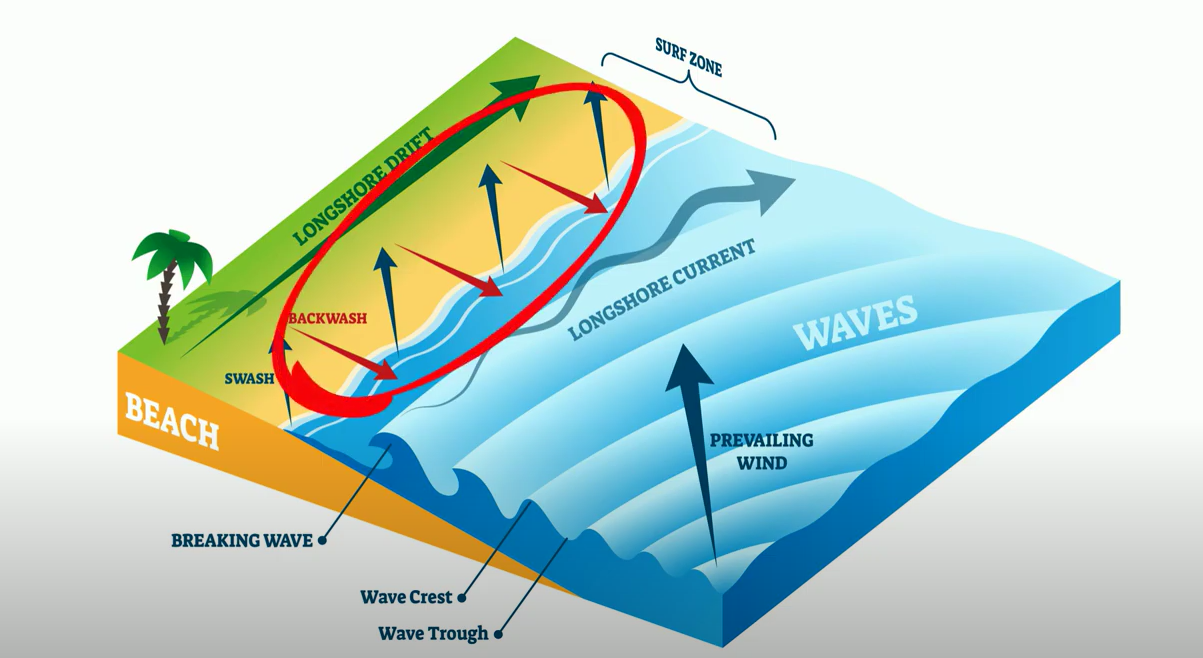 SURF ZONE
LONGSHORE DRIFT
BACKWASH
SWASH
LONGSHORE CURRENT
WAVES
BEACH
PREVAILING
WIND
BREAKING WAVE
Wave Crest
Wave Trough